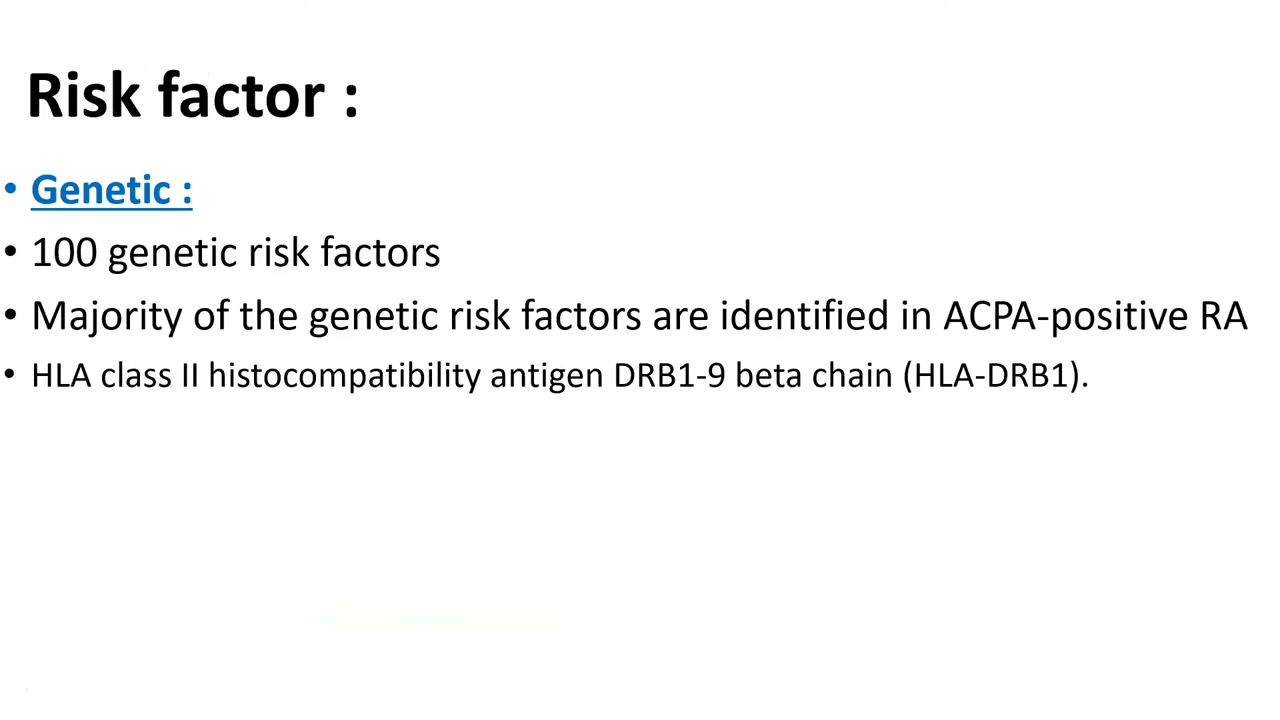 Risk factor :
• Genetic :
• 100 genetic risk factors
• Majority of the genetic risk factors are identified in ACPA-positive RA
• HLA class II histocompatibility antigen DRB1-9 beta chain (HLA-DRB1).